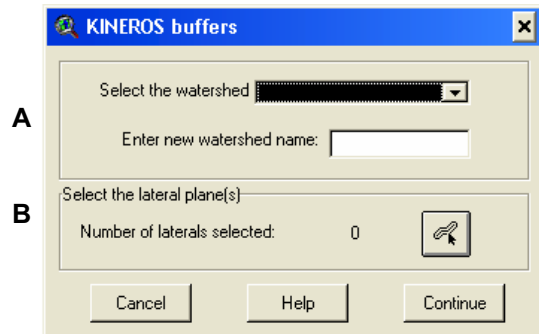 KINEROS buffers
A
Select the watershed
Enter new watershed name:
B
Select the lateral plane(s)
Number of laterals selected: 0
Cancel Help Continue